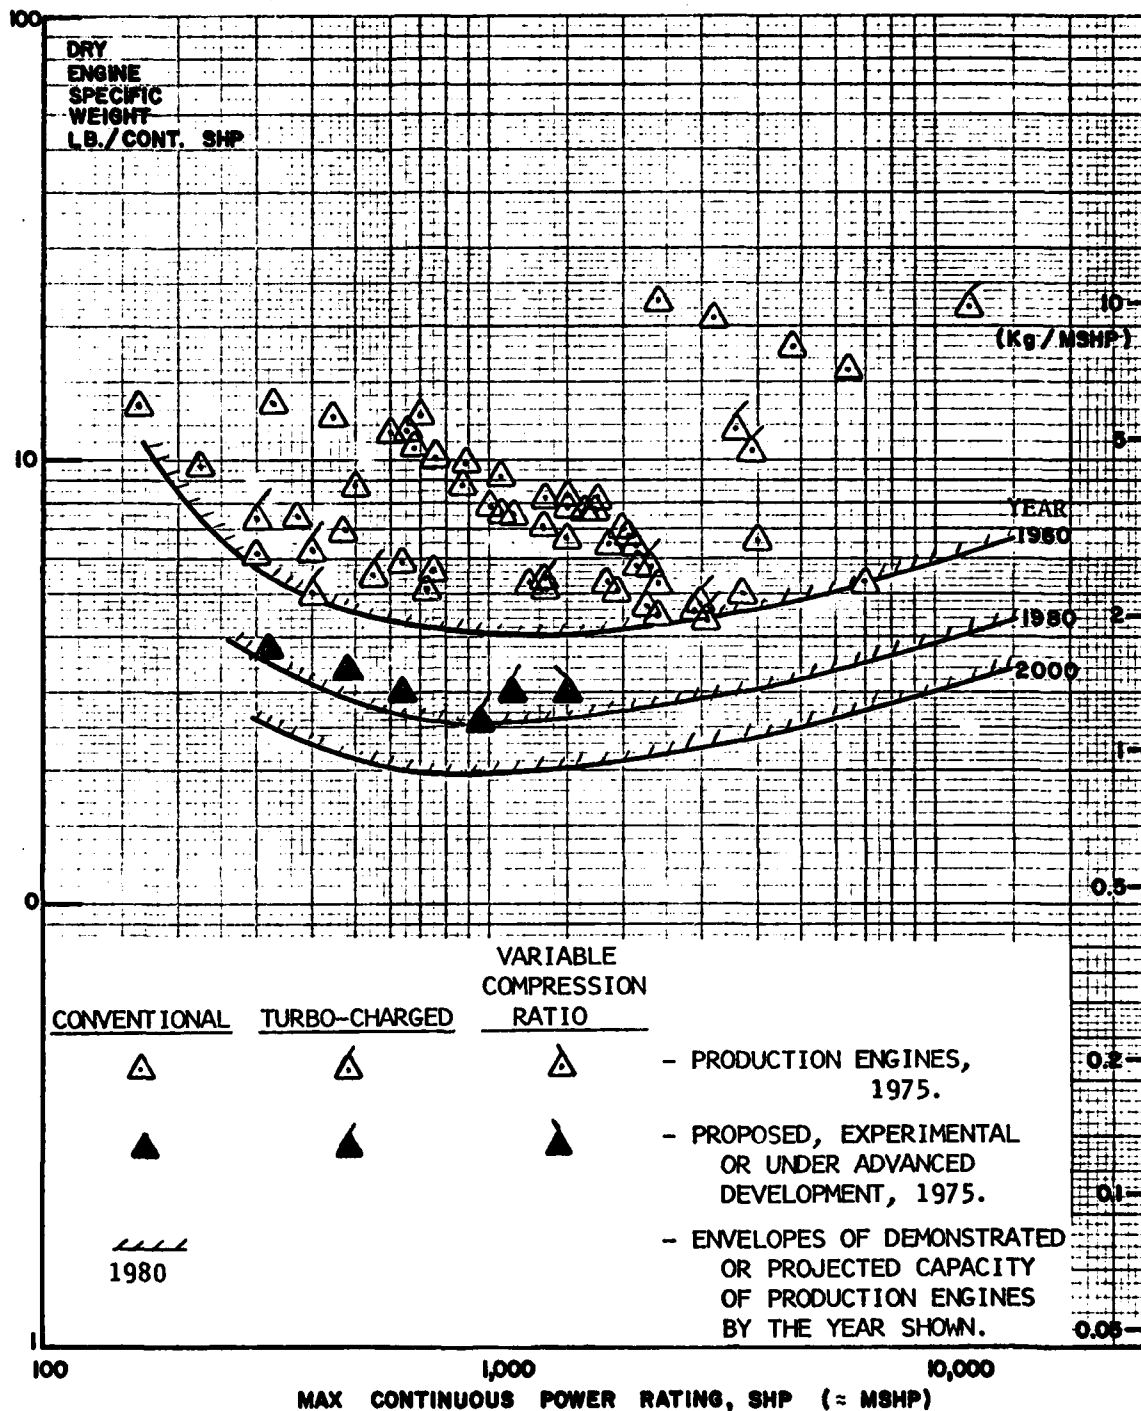 100
DRY
ENGINE
SPECIFIC
WEIGHT
LB./CONT. SHP
10
(Kg/MSHP)
5
10
YEAR
1980
1980
2
2000
1
0
0.5
VARIABLE
COMPRESSION
CONVENTIONAL TURBO-CHARGED RATIO
- PRODUCTION ENGINES,
1975.
0.2
- PROPOSED, EXPERIMENTAL
OR UNDER ADVANCED
DEVELOPMENT, 1975.
0.1
- ENVELOPES OF DEMONSTRATED
1980
OR PROJECTED CAPACITY
OF PRODUCTION ENGINES
BY THE YEAR SHOWN.
0.05
1
100 1,000 10,000
MAX CONTINUOUS POWER RATING, SHP (≈ MSHP)